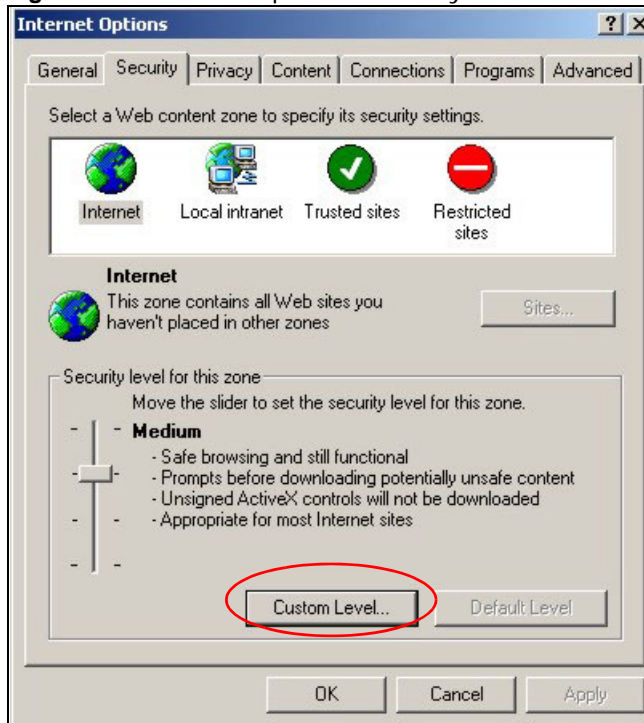 Internet Options
General Security Privacy Content Connections Programs Advanced
Select a Web content zone to specify its security settings.
Internet Local intranet Trusted sites Restricted
sites
Internet
This zone contains all Web sites you
haven't placed in other zones
Sites...
Security level for this zone
Move the slider to set the security level for this zone.
Medium
- Safe browsing and still functional
- Prompts before downloading potentially unsafe content
- Unsigned ActiveX controls will not be downloaded
- Appropriate for most Internet sites
Custom Level... Default Level
OK Cancel Apply